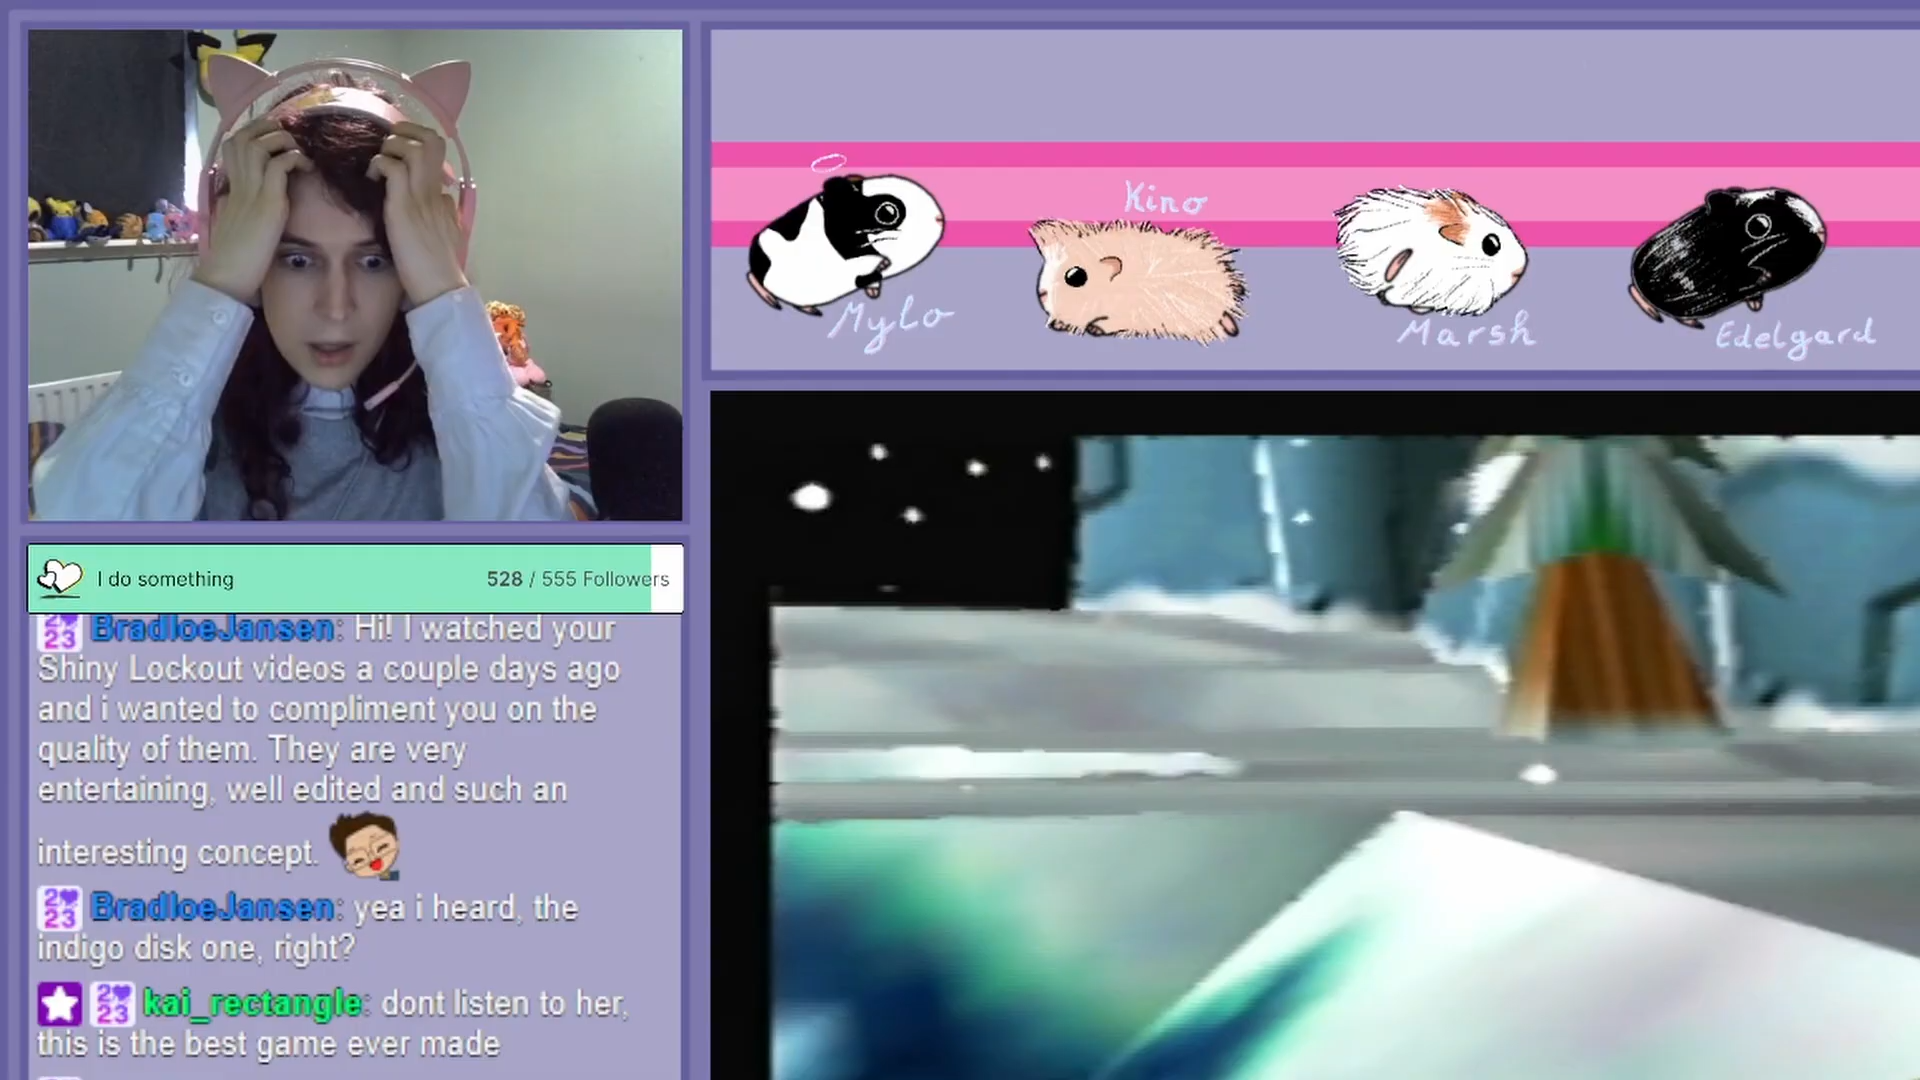 Kino
Mylo
Marsh
Edelgard
I do something 528 / 555 Followers
BradloeJansen: Hi! I watched your
Shiny Lockout videos a couple days ago
and i wanted to compliment you on the
quality of them. They are very
entertaining, well edited and such an
interesting concept.
BradloeJansen: yea i heard, the
indigo disk one, right?
kai_rectangle: dont listen to her,
this is the best game ever made